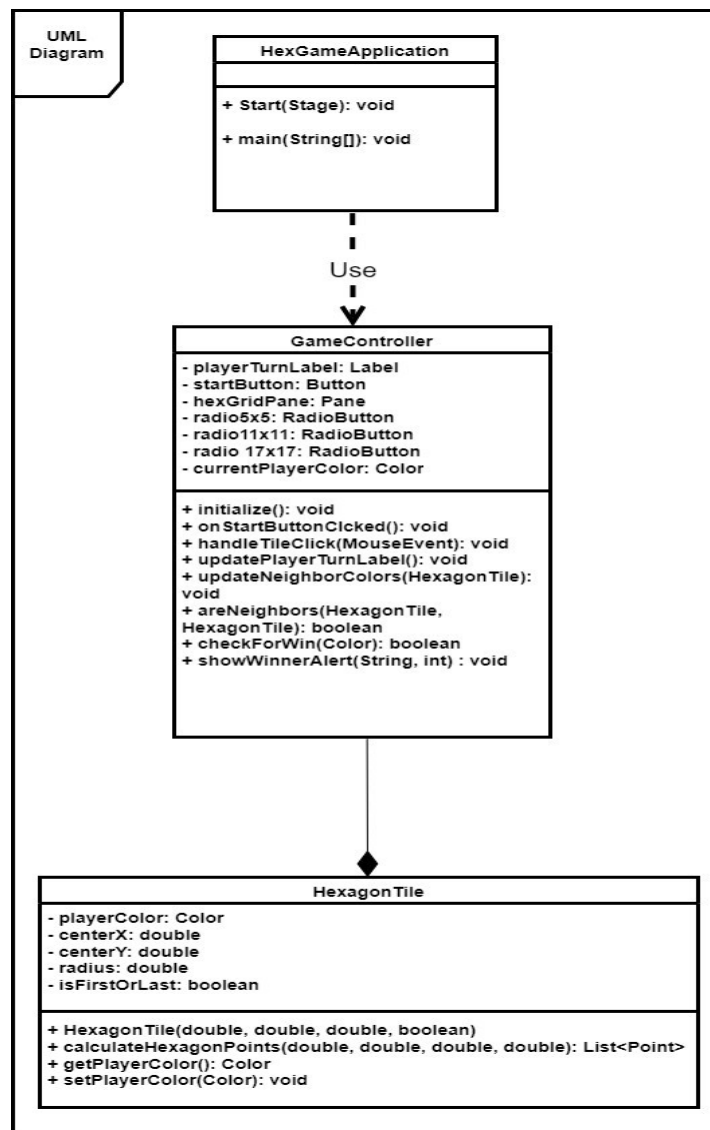 UML
Diagram
HexGameApplication
+ Start(Stage): void
+ main(String[]): void
Use
GameController
- playerTurnLabel: Label
- startButton: Button
- hexGridPane: Pane
- radio5x5: RadioButton
- radio11x11: RadioButton
- radio 17x17: RadioButton
- currentPlayerColor: Color
+ initialize(): void
+ onStartButtonClcked(): void
+ handleTileClick(MouseEvent): void
+ updatePlayerTurnLabel(): void
+ updateNeighborColors(HexagonTile):
void
+ areNeighbors(HexagonTile,
HexagonTile): boolean
+ checkForWin(Color): boolean
+ showWinnerAlert(String, int) : void
HexagonTile
- playerColor: Color
- centerX: double
- centerY: double
- radius: double
- isFirstOrLast: boolean
+ HexagonTile(double, double, double, boolean)
+ calculateHexagonPoints(double, double, double, double): List<Point>
+ getPlayerColor(): Color
+ setPlayerColor(Color): void